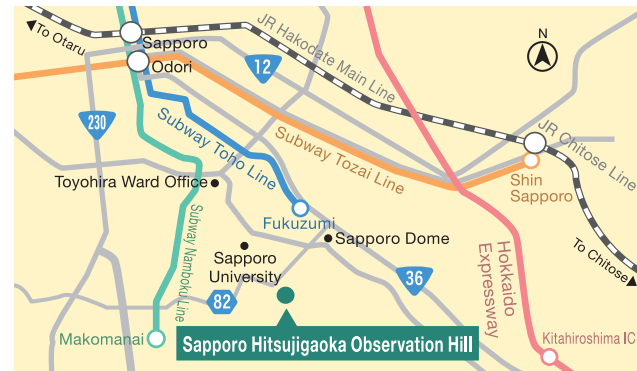 To Otaru
Sapporo
Odori
12
JR Hakodate Main Line
N
230
Subway Toho Line
Subway Tozai Line
JR Chitose Line
Toyohira Ward Office
Shin
Sapporo
Subway Namboku Line
Fukuzumi
Sapporo Dome
Sapporo
University
Hokkaido
Expressway
To Chitose
36
82
Makomanai
Sapporo Hitsujigaoka Observation Hill
Kitahiroshima IC